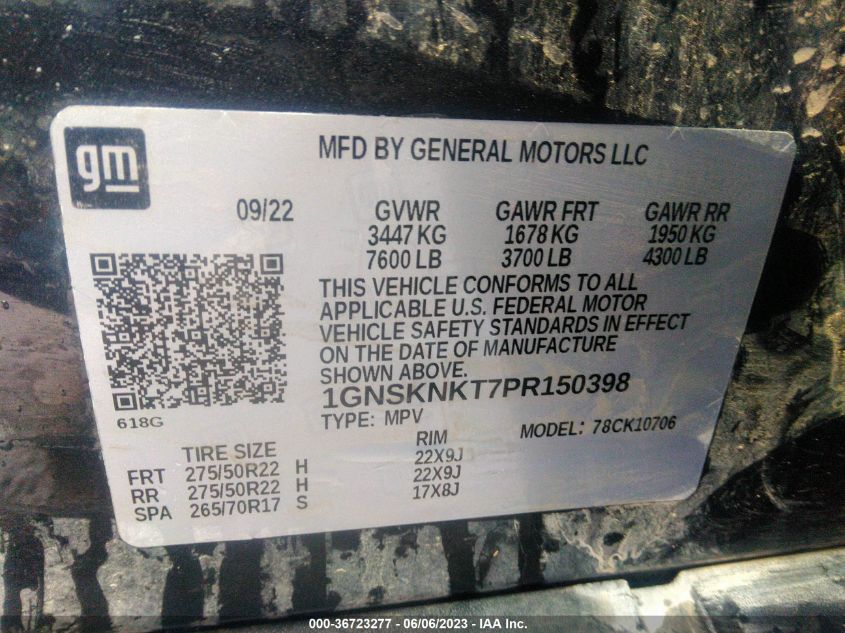 gm
MFD BY GENERAL MOTORS LLC
09/22 GVWR GAWR FRT GAWR RR
3447 KG 1678 KG 1950 KG
7600 LB 3700 LB 4300 LB
THIS VEHICLE CONFORMS TO ALL
APPLICABLE U.S. FEDERAL MOTOR
VEHICLE SAFETY STANDARDS IN EFFECT
ON THE DATE OF MANUFACTURE
SHOWN ABOVE.
1GNSKNKT7PR150398
618G
TYPE: MPV MODEL: 78CK10706
TIRE SIZE RIM
FRT 275/50R22 H 22X9J
RR 275/50R22 H 22X9J
SPA 265/70R17 S 17X8J
000-36723277 - 06/06/2023 - IAA Inc.